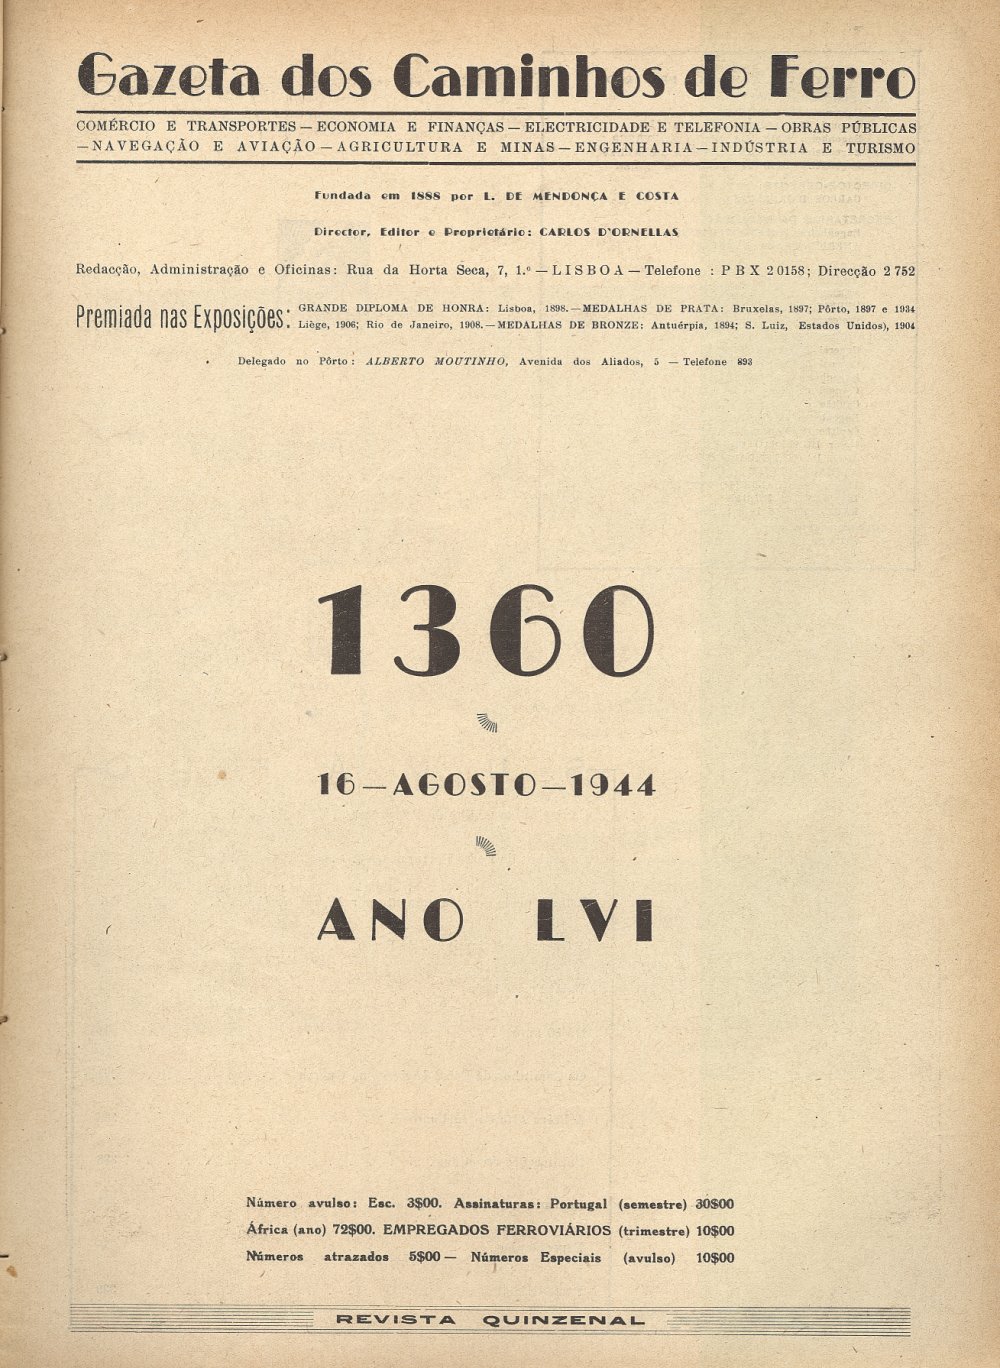 Gazeta dos Caminhos de Ferro
COMÉRCIO E TRANSPORTES — ECONOMIA E FINANÇAS — ELECTRICIDADE E TELEFONIA — OBRAS PÚBLICAS
— NAVEGAÇÃO E AVIAÇÃO — AGRICULTURA E MINAS — ENGENHARIA — INDÚSTRIA E TURISMO
Fundada em 1888 por L. DE MENDONÇA E COSTA
Director, Editor e Proprietário: CARLOS D'ORNELLAS
Redacção, Administração e Oficinas: Rua da Horta Seca, 7, 1.º — LISBOA — Telefone : PBX 20158; Direcção 2752
Premiada nas Exposições:
GRANDE DIPLOMA DE HONRA: Lisboa, 1898. — MEDALHAS DE PRATA: Bruxelas, 1897; Pôrto, 1897 e 1934
Liège, 1906; Rio de Janeiro, 1908. — MEDALHAS DE BRONZE: Antuérpia, 1894; S. Luiz, Estados Unidos), 1904
Delegado no Pôrto : ALBERTO MOUTINHO, Avenida dos Aliados, 5 — Telefone 893
1360
16 — AGOSTO — 1944
ANO LVI
Número avulso: Esc. 3$00. Assinaturas: Portugal (semestre) 30$00
África (ano) 72$00. EMPREGADOS FERROVIÁRIOS (trimestre) 10$00
Números atrazados 5$00 — Números Especiais (avulso) 10$00
REVISTA QUINZENAL